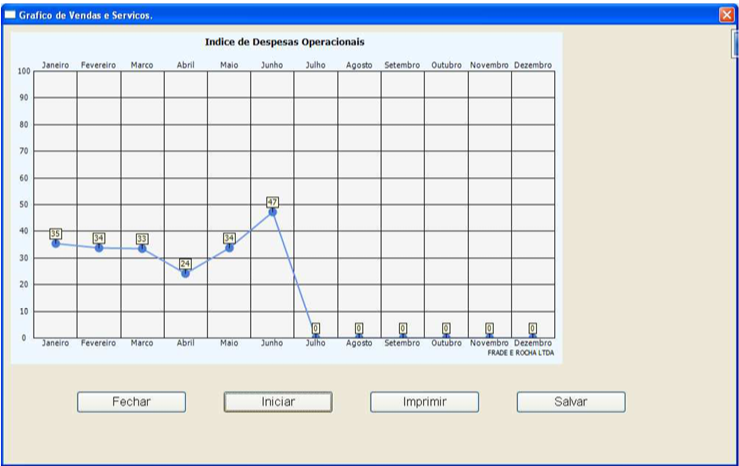 Grafico de Vendas e Servicos.
Indice de Despesas Operacionais
Janeiro Fevereiro Marco Abril Maio Junho Julho Agosto Setembro Outubro Novembro Dezembro
100
90
80
70
60
50
40
30
20
10
0
35 34 33 24 34 47 0 0 0 0 0 0
Janeiro Fevereiro Marco Abril Maio Junho Julho Agosto Setembro Outubro Novembro Dezembro
FRADE E ROCHA LTDA
Fechar Iniciar Imprimir Salvar